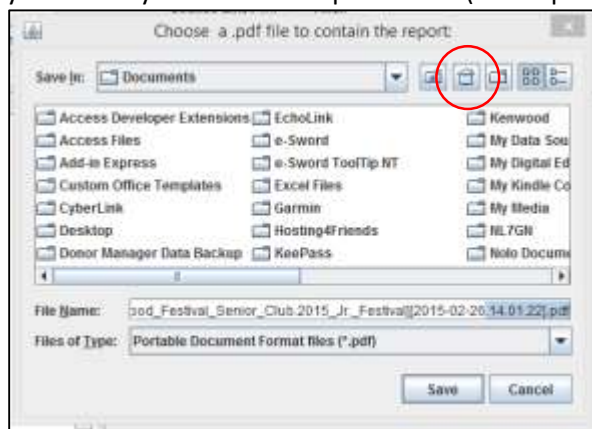 Choose a .pdf file to contain the report:
Save In: Documents
Access Developer Extensions EchoLink Kenwood
Access Files e-Sword My Data Sou
Add-in Express e-Sword ToolTip NT My Digital Ed
Custom Office Templates Excel Files My Kindle Co
CyberLink Garmin My Media
Desktop Hosting4Friends NL7GN
Donor Manager Data Backup KeePass Nolo Docume
File Name: ood_Festival_Senior_Club.2015_Jr._Festival][2015-02-26 14.01.22].pdf
Files of Type: Portable Document Format files (*.pdf)
Save Cancel